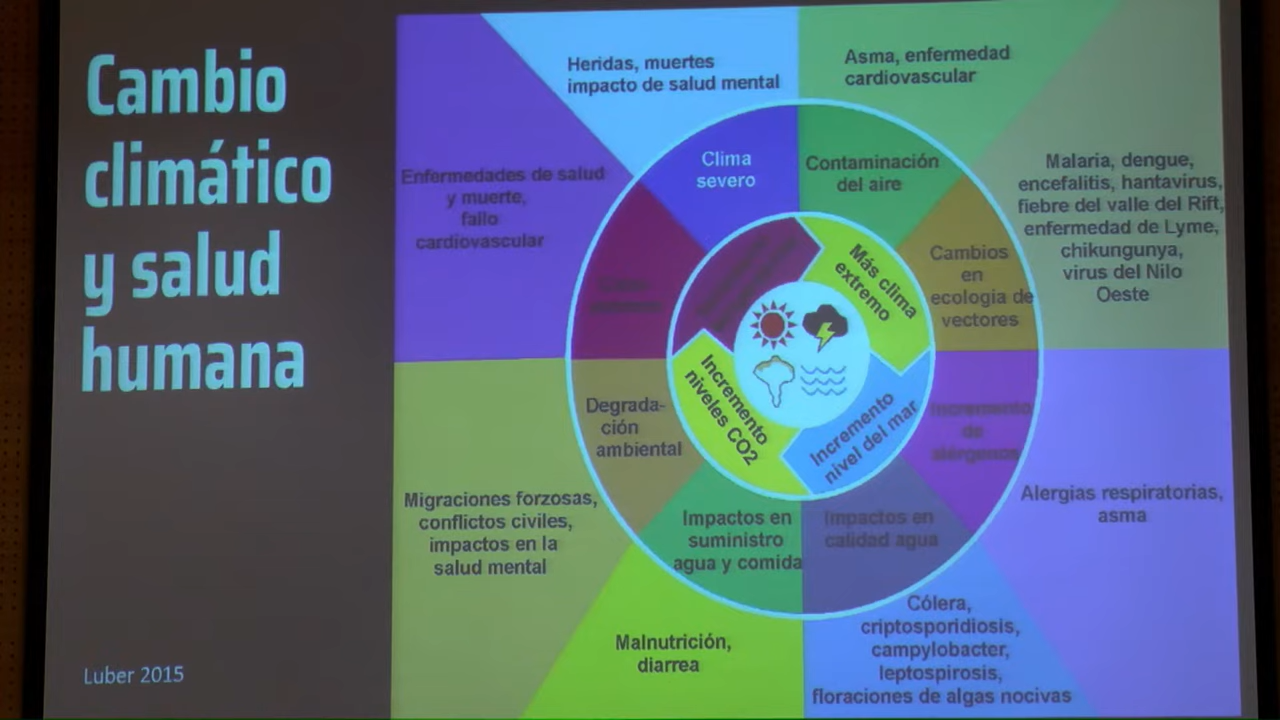 Cambio
climático
y salud
humana
Luber 2015
Heridas, muertes
impacto de salud mental
Asma, enfermedad
cardiovascular
Malaria, dengue,
encefalitis, hantavirus,
fiebre del valle del Rift,
enfermedad de Lyme,
chikungunya,
virus del Nilo
Oeste
Alergias respiratorias,
asma
Cólera,
criptosporidiosis,
campylobacter,
leptospirosis,
floraciones de algas nocivas
Malnutrición,
diarrea
Migraciones forzosas,
conflictos civiles,
impactos en la
salud mental
Enfermedades de salud
y muerte,
fallo
cardiovascular
Clima
severo
Contaminación
del aire
Cambios
en
ecologia de
vectores
Incremento
de
alérgenos
Impactos en
calidad agua
Impactos en
suministro
agua y comida
Degrada-
ción
ambiental
Más clima
extremo
Incremento
nivel del mar
Incremento
niveles CO2